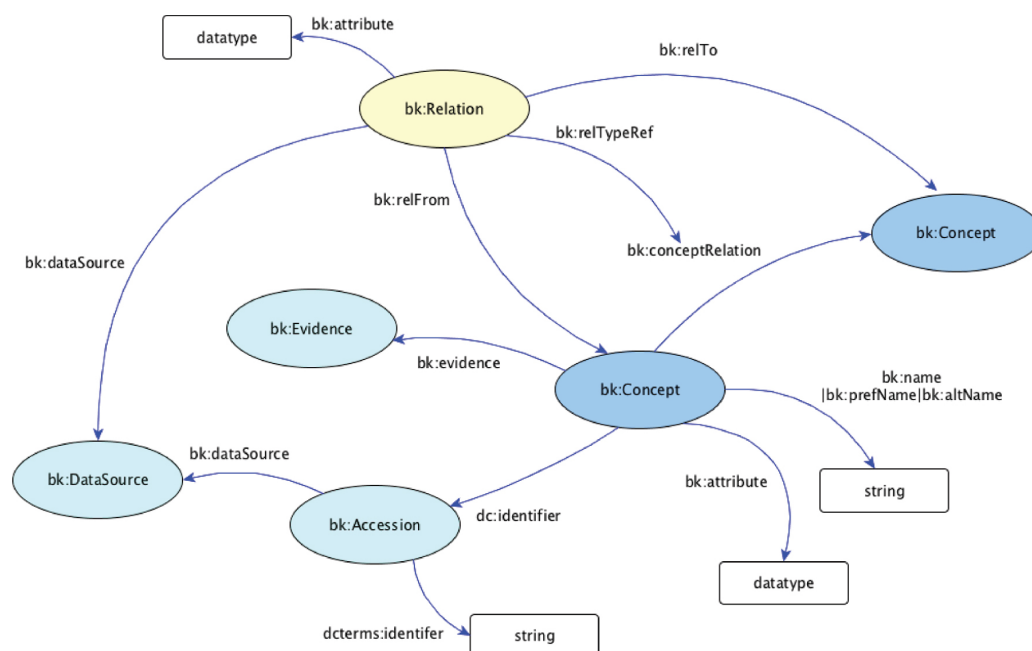 bk:attribute
datatype
bk:relTo
bk:Relation
bk:relTypeRef
bk:relFrom
bk:Concept
bk:conceptRelation
bk:dataSource
bk:Evidence
bk:evidence
bk:Concept
bk:name
|bk:prefName|bk:altName
bk:dataSource
bk:DataSource
bk:attribute
string
bk:Accession
dc:identifier
datatype
dcterms:identifer
string